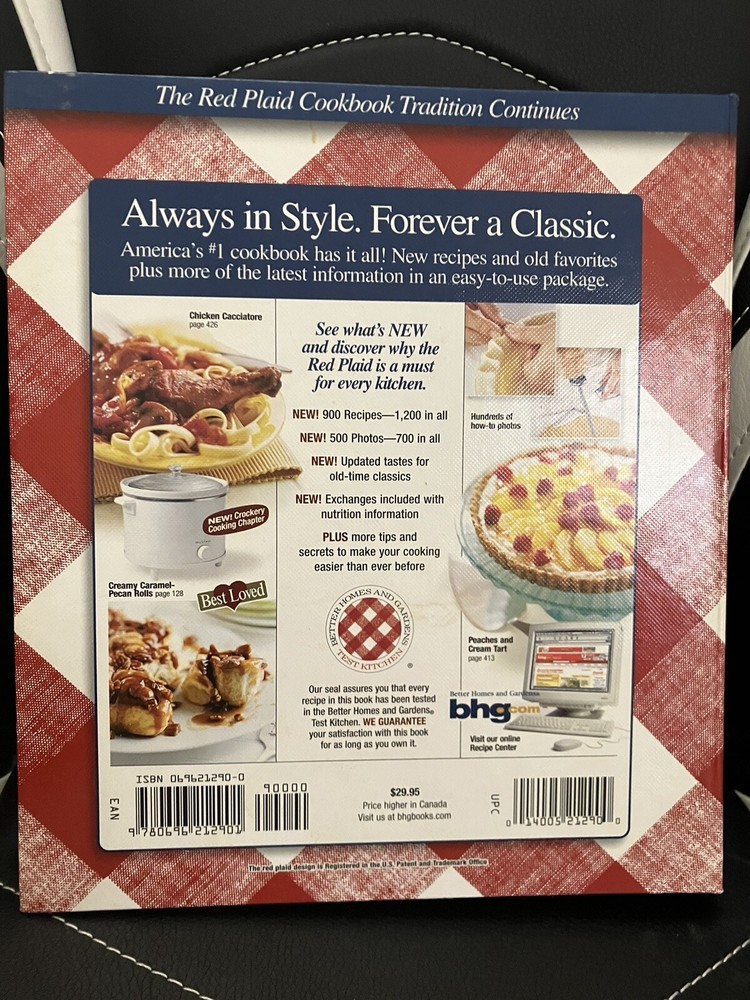 The Red Plaid Cookbook Tradition Continues
Always in Style. Forever a Classic.
America's #1 cookbook has it all! New recipes and old favorites
plus more of the latest information in an easy-to-use package.
Chicken Cacciatore
page 426
NEW! Crockery
Cooking Chapter
Creamy Caramel-
Pecan Rolls page 128
Best Loved
See what's NEW
and discover why the
Red Plaid is a must
for every kitchen.
NEW! 900 Recipes—1,200 in all
NEW! 500 Photos—700 in all
NEW! Updated tastes for
old-time classics
NEW! Exchanges included with
nutrition information
PLUS more tips and
secrets to make your cooking
easier than ever before
BETTER HOMES AND GARDENS
TEST KITCHEN
®
Our seal assures you that every
recipe in this book has been tested
in the Better Homes and Gardens®
Test Kitchen. WE GUARANTEE
your satisfaction with this book
for as long as you own it.
Hundreds of
how-to photos
Peaches and
Cream Tart
page 413
Better Homes and Gardens
bhg.com
Visit our online
Recipe Center
ISBN 069621290-0
90000
EAN
9 780696 212901
$29.95
Price higher in Canada
Visit us at bhgbooks.com
UPC
0 14005 21290 0
The red plaid design is Registered in the U.S. Patent and Trademark Office